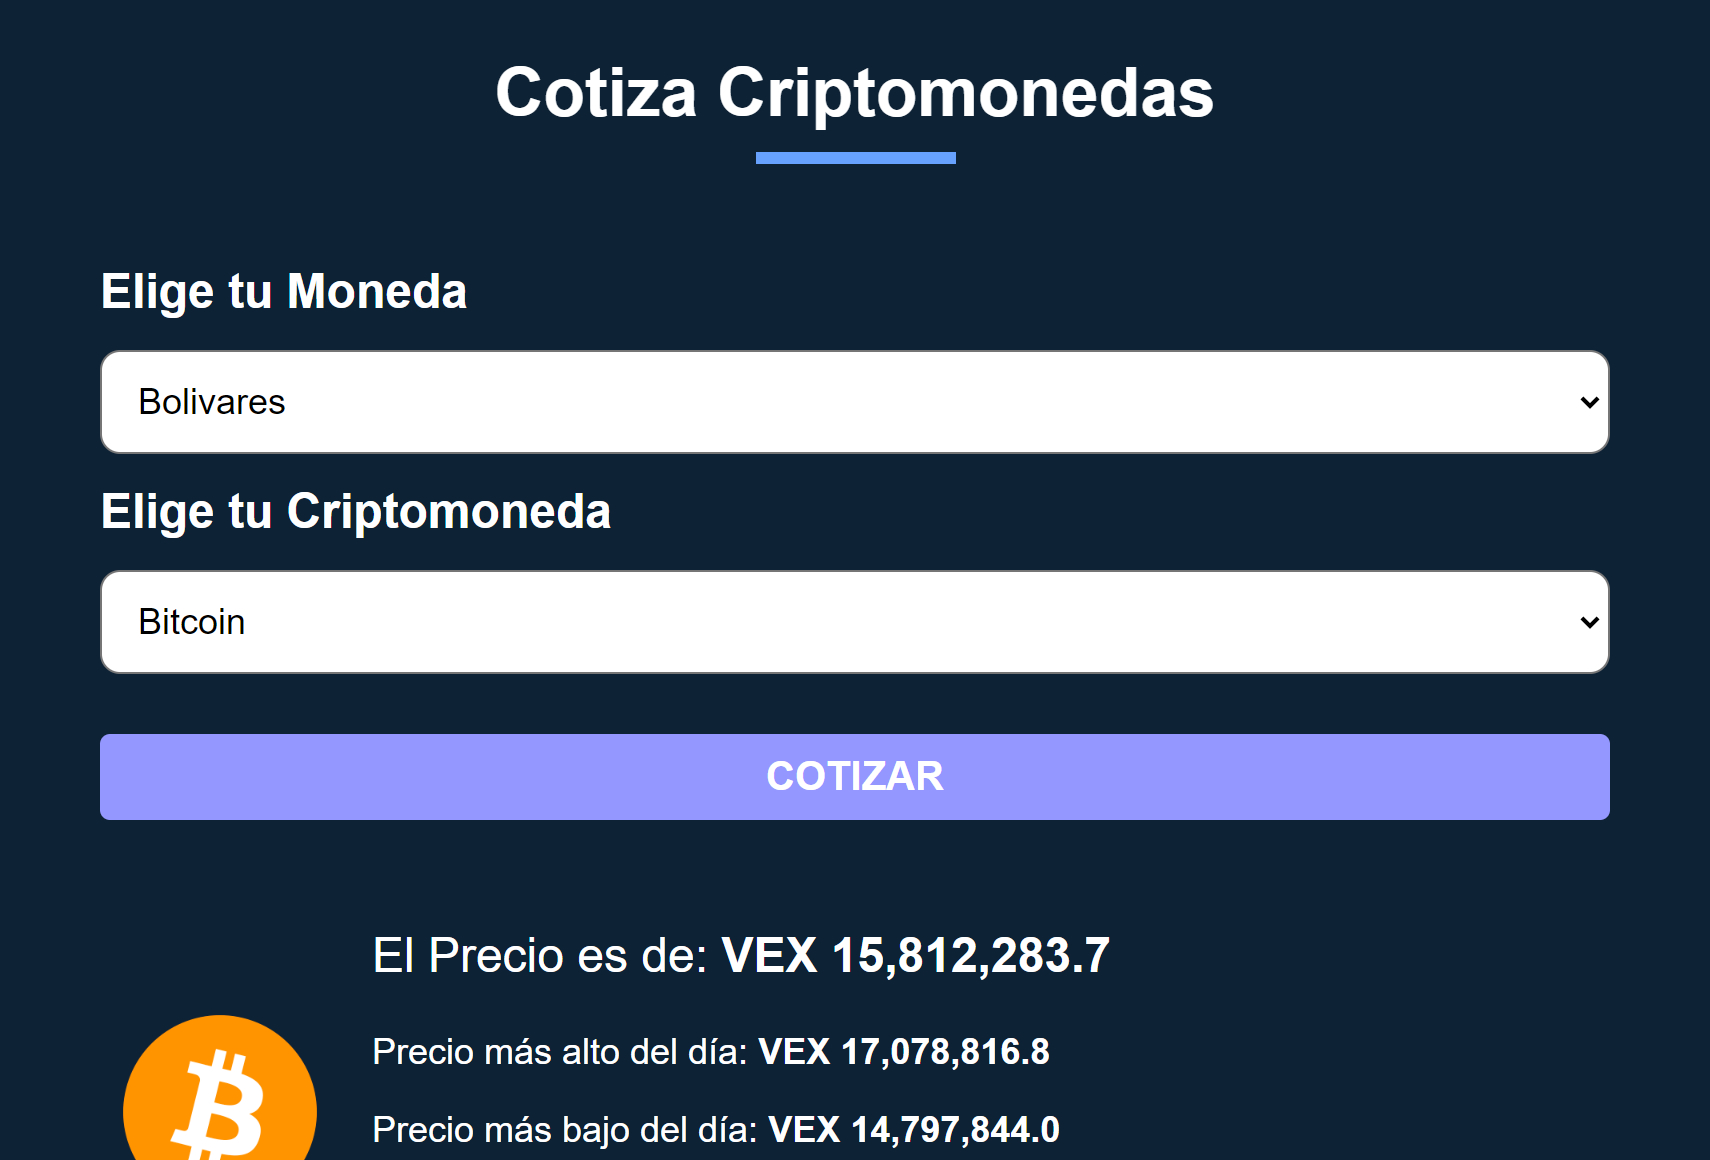 Cotiza Criptomonedas
Elige tu Moneda
Bolivares
Elige tu Criptomoneda
Bitcoin
COTIZAR
El Precio es de: VEX 15,812,283.7
Precio más alto del día: VEX 17,078,816.8
Precio más bajo del día: VEX 14,797,844.0